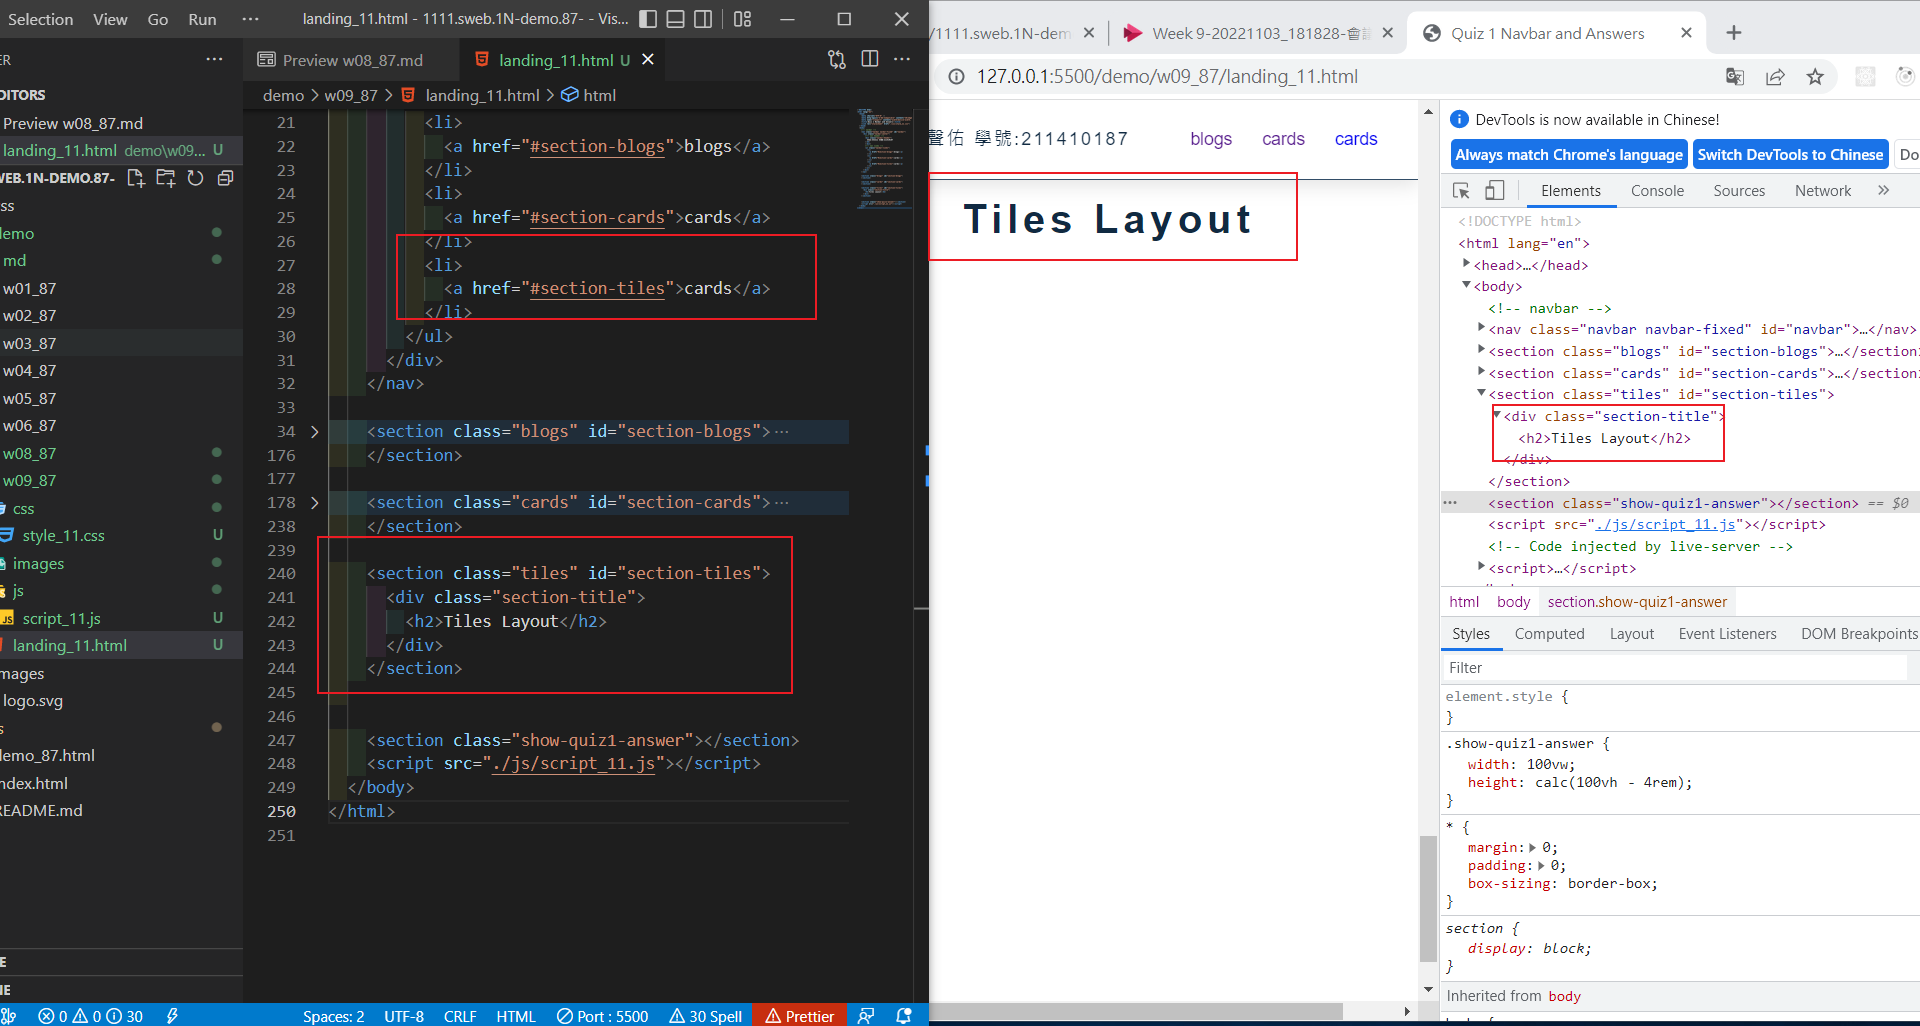 Selection View Go Run ··· landing_11.html - 1111.sweb.1N-demo.87- - Vis...
Preview w08_87.md
landing_11.html U
demo > w09_87 > landing_11.html > html
ER
DITORS
Preview w08_87.md
landing_11.html demo\w09... U
WEB.1N-DEMO.87-
ss
demo
md
w01_87
w02_87
w03_87
w04_87
w05_87
w06_87
w08_87
w09_87
css
style_11.css U
images
js
JS script_11.js U
landing_11.html U
mages
logo.svg
s
demo_87.html
ndex.html
README.md
E
NE
21 <li>
22 <a href="#section-blogs">blogs</a>
23 </li>
24 <li>
25 <a href="#section-cards">cards</a>
26 </li>
27 <li>
28 <a href="#section-tiles">cards</a>
29 </li>
30 </ul>
31 </div>
32 </nav>
33
34 <section class="blogs" id="section-blogs">···
176 </section>
177
178 <section class="cards" id="section-cards">···
238 </section>
239
240 <section class="tiles" id="section-tiles">
241 <div class="section-title">
242 <h2>Tiles Layout</h2>
243 </div>
244 </section>
245
246
247 <section class="show-quiz1-answer"></section>
248 <script src="./js/script_11.js"></script>
249 </body>
250 </html>
251
0 0 30 Spaces: 2 UTF-8 CRLF HTML Port : 5500 30 Spell Prettier
/1111.sweb.1N-dem
Week 9-20221103_181828-會
Quiz 1 Navbar and Answers
127.0.0.1:5500/demo/w09_87/landing_11.html
聲佑 學號:211410187 blogs cards cards
Tiles Layout
DevTools is now available in Chinese!
Always match Chrome's language Switch DevTools to Chinese Do
Elements Console Sources Network »
<!DOCTYPE html>
<html lang="en">
<head>…</head>
<body>
<!-- navbar -->
<nav class="navbar navbar-fixed" id="navbar">…</nav>
<section class="blogs" id="section-blogs">…</section
<section class="cards" id="section-cards">…</section
<section class="tiles" id="section-tiles">
<div class="section-title">
<h2>Tiles Layout</h2>
</div>
</section>
··· <section class="show-quiz1-answer"></section> == $0
<script src="./js/script_11.js"></script>
<!-- Code injected by live-server -->
<script>…</script>
html body section.show-quiz1-answer
Styles Computed Layout Event Listeners DOM Breakpoints
Filter
element.style {
}
.show-quiz1-answer {
width: 100vw;
height: calc(100vh - 4rem);
}
* {
margin: 0;
padding: 0;
box-sizing: border-box;
}
section {
display: block;
}
Inherited from body